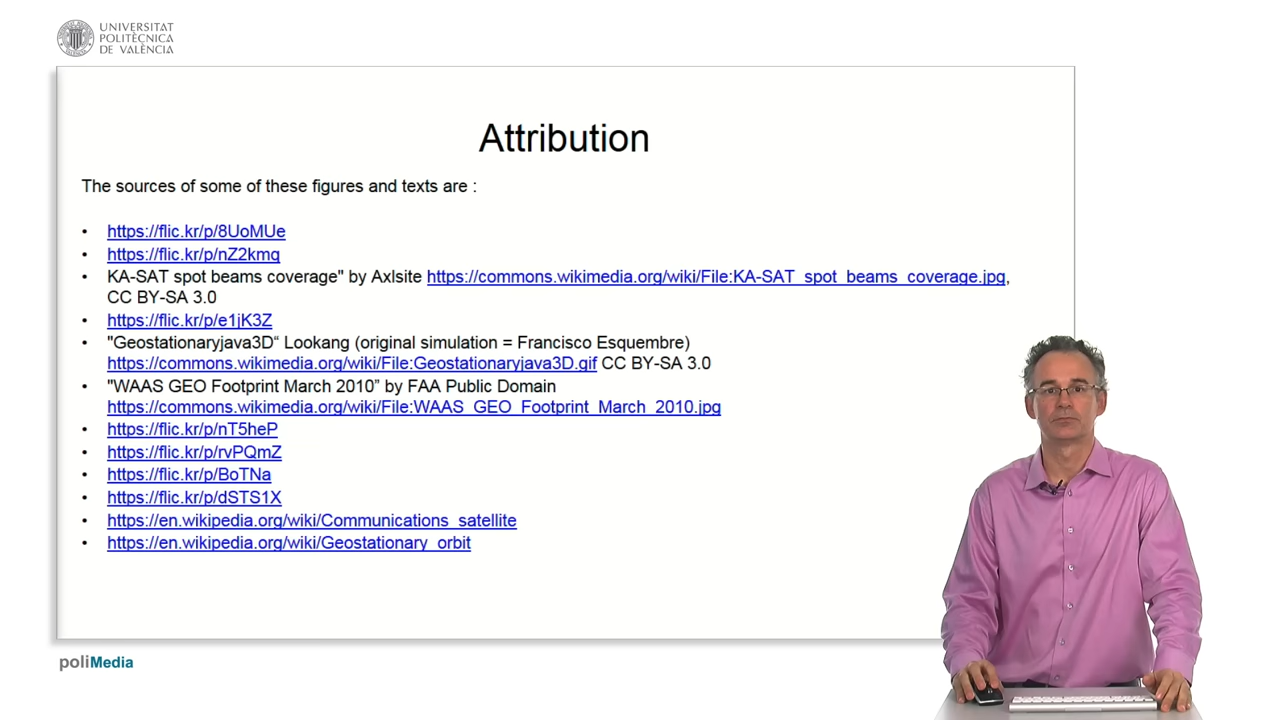 UNIVERSITAT
POLITÈCNICA
DE VALÈNCIA
Attribution
The sources of some of these figures and texts are :
• https://flic.kr/p/8UoMUe
• https://flic.kr/p/nZ2kmq
• KA-SAT spot beams coverage" by Axlsite https://commons.wikimedia.org/wiki/File:KA-SAT_spot_beams_coverage.jpg,
CC BY-SA 3.0
• https://flic.kr/p/e1jK3Z
• "Geostationaryjava3D“ Lookang (original simulation = Francisco Esquembre)
https://commons.wikimedia.org/wiki/File:Geostationaryjava3D.gif CC BY-SA 3.0
• "WAAS GEO Footprint March 2010” by FAA Public Domain
https://commons.wikimedia.org/wiki/File:WAAS_GEO_Footprint_March_2010.jpg
• https://flic.kr/p/nT5heP
• https://flic.kr/p/rvPQmZ
• https://flic.kr/p/BoTNa
• https://flic.kr/p/dSTS1X
• https://en.wikipedia.org/wiki/Communications_satellite
• https://en.wikipedia.org/wiki/Geostationary_orbit
poliMedia